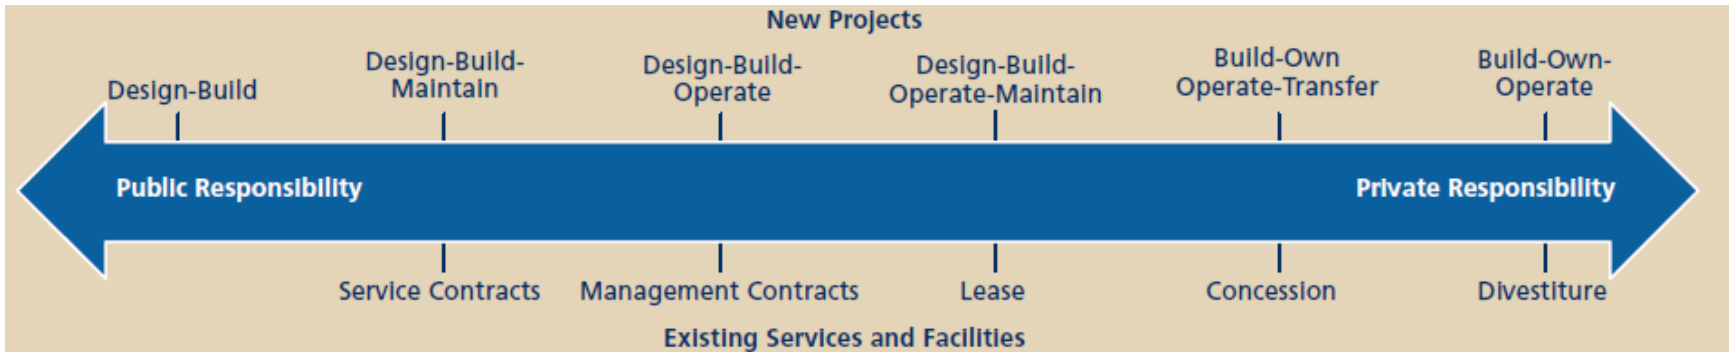 New Projects
Design-Build
Design-Build-
Maintain
Design-Build-
Operate
Design-Build-
Operate-Maintain
Build-Own
Operate-Transfer
Build-Own-
Operate
Public Responsibility
Private Responsibility
Service Contracts
Management Contracts
Lease
Concession
Divestiture
Existing Services and Facilities